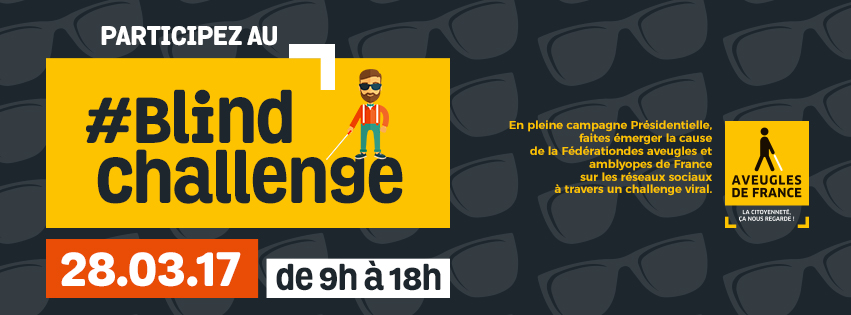 PARTICIPEZ AU
#Blind
challenge
28.03.17
de 9h à 18h
En pleine campagne Présidentielle,
faites émerger la cause
de la Fédérationdes aveugles et
amblyopes de France
sur les réseaux sociaux
à travers un challenge viral.
AVEUGLES
DE FRANCE
LA CITOYENNETÉ,
ÇA NOUS REGARDE !